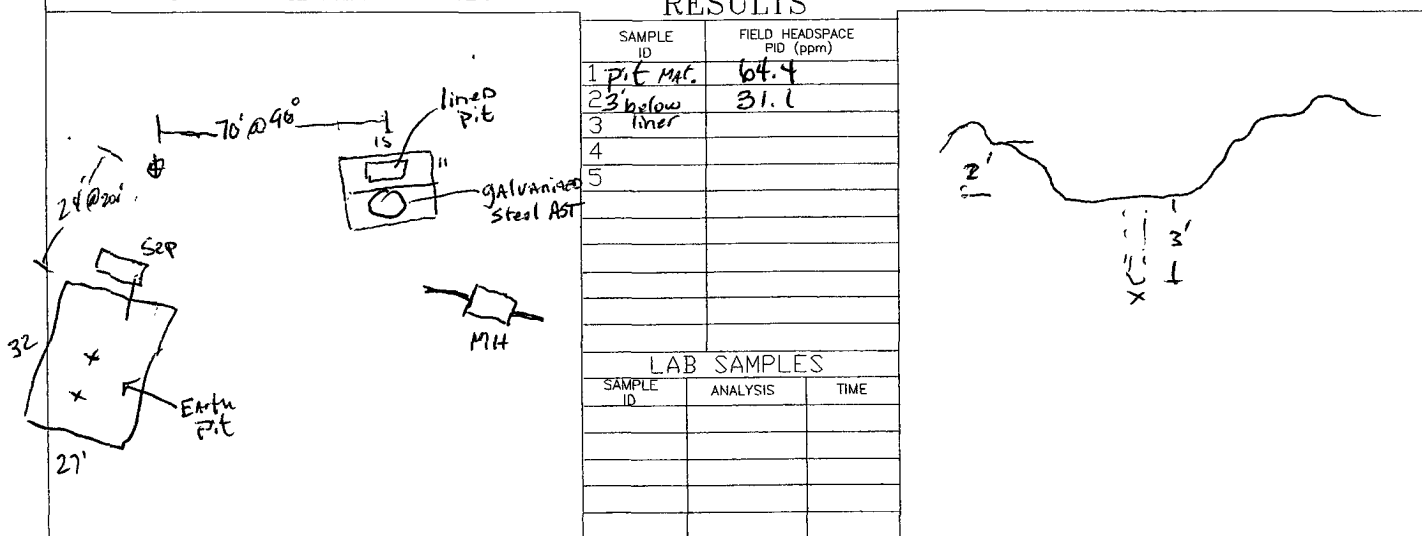 RESULTS
SAMPLE ID
FIELD HEADSPACE PID (ppm)
1 Pit Mat. 64.4
2 3' below liner 31.1
3
4
5
LAB SAMPLES
SAMPLE ID
ANALYSIS
TIME
70' @ 90°
lined pit
15
11
galvanized steel AST
Sep
32
27'
Earth pit
MH
2'
3'
x